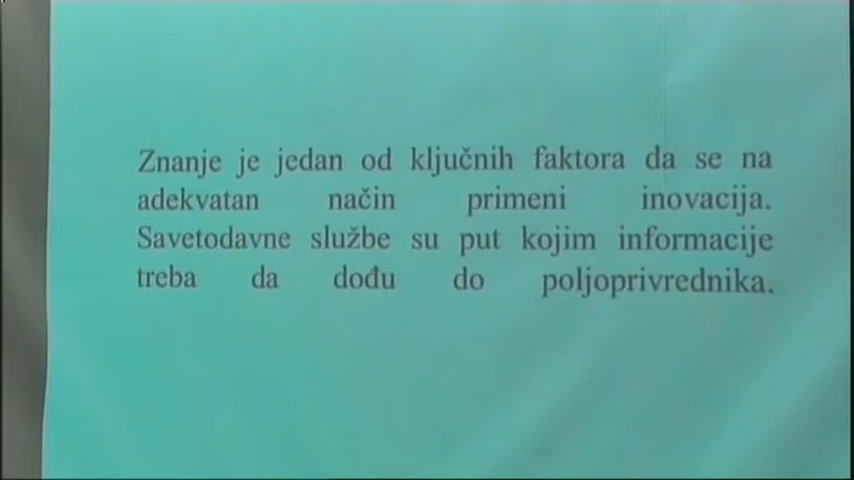 Znanje je jedan od ključnih faktora da se na
adekvatan način primeni inovacija.
Savetodavne službe su put kojim informacije
treba da dođu do poljoprivrednika.